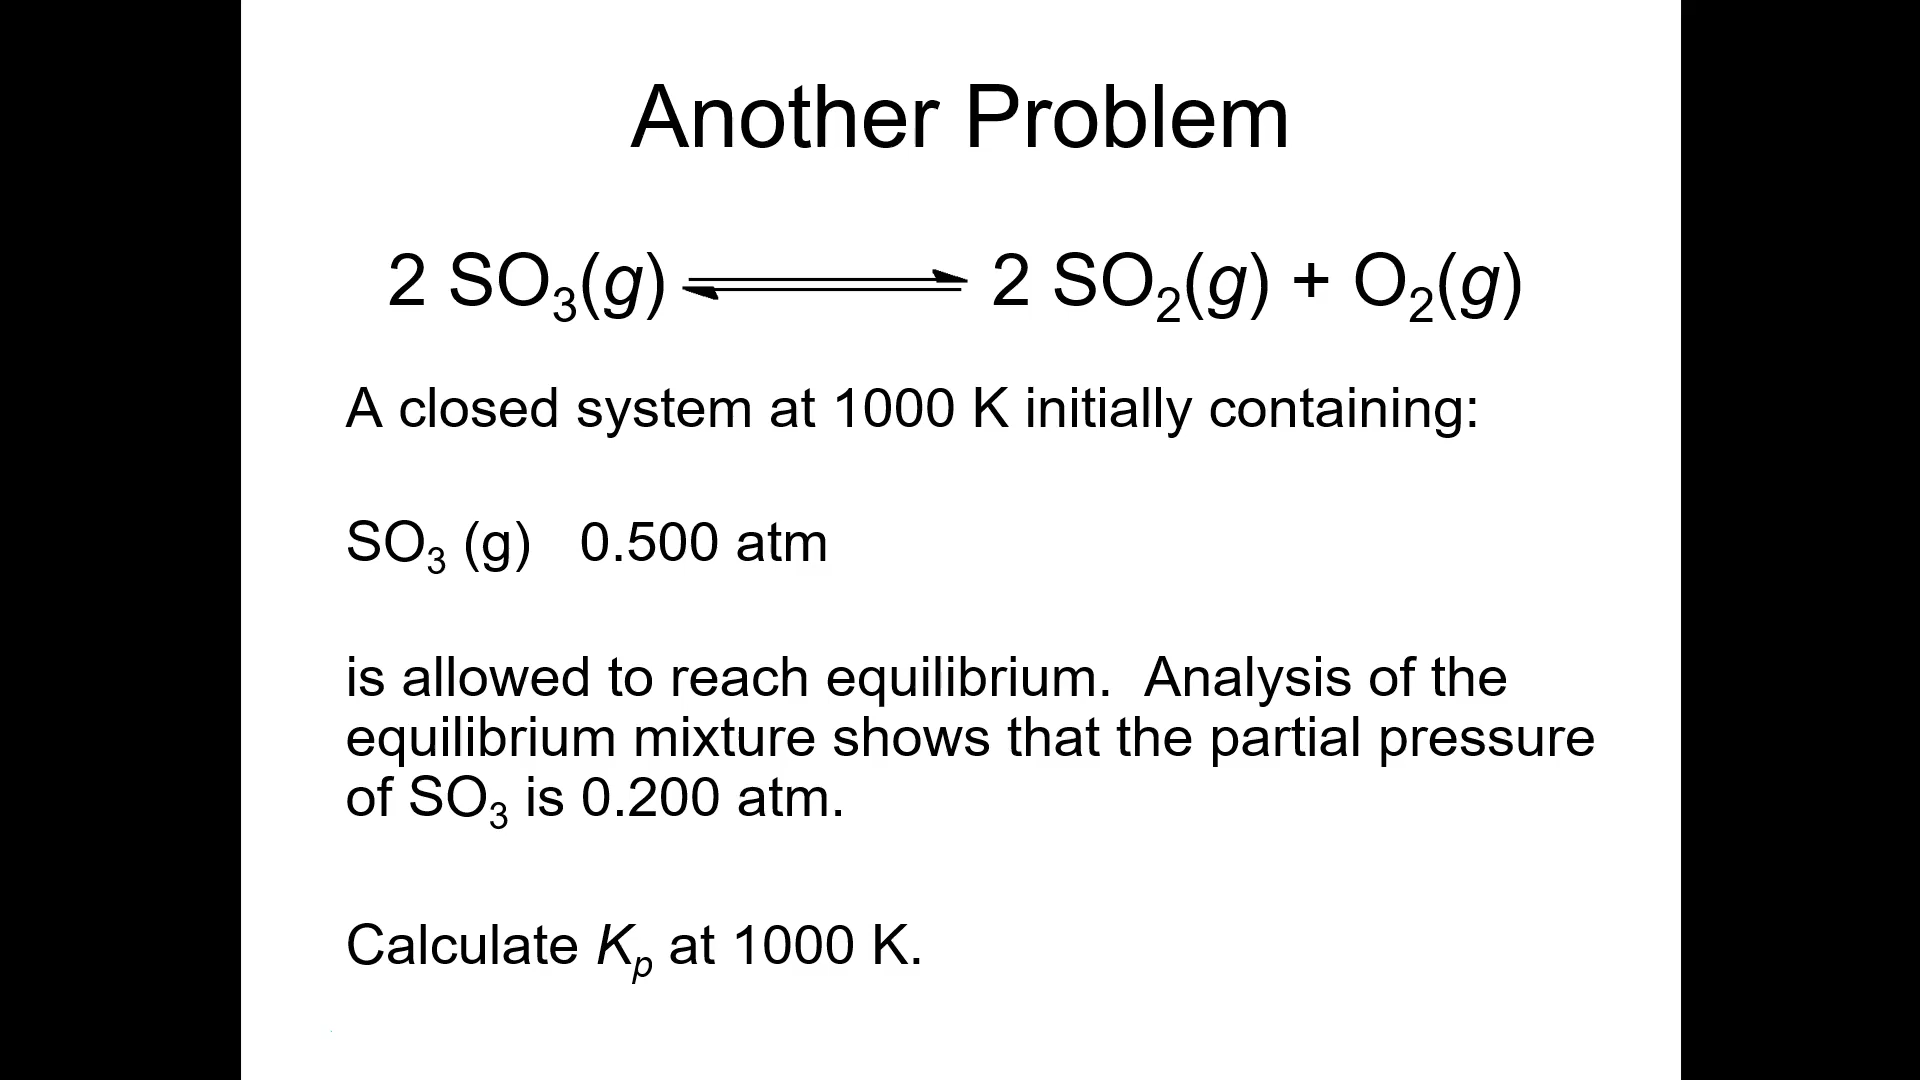 Another Problem
2 SO₃(g) ⇌ 2 SO₂(g) + O₂(g)
A closed system at 1000 K initially containing:
SO₃ (g) 0.500 atm
is allowed to reach equilibrium. Analysis of the
equilibrium mixture shows that the partial pressure
of SO₃ is 0.200 atm.
Calculate Kₚ at 1000 K.